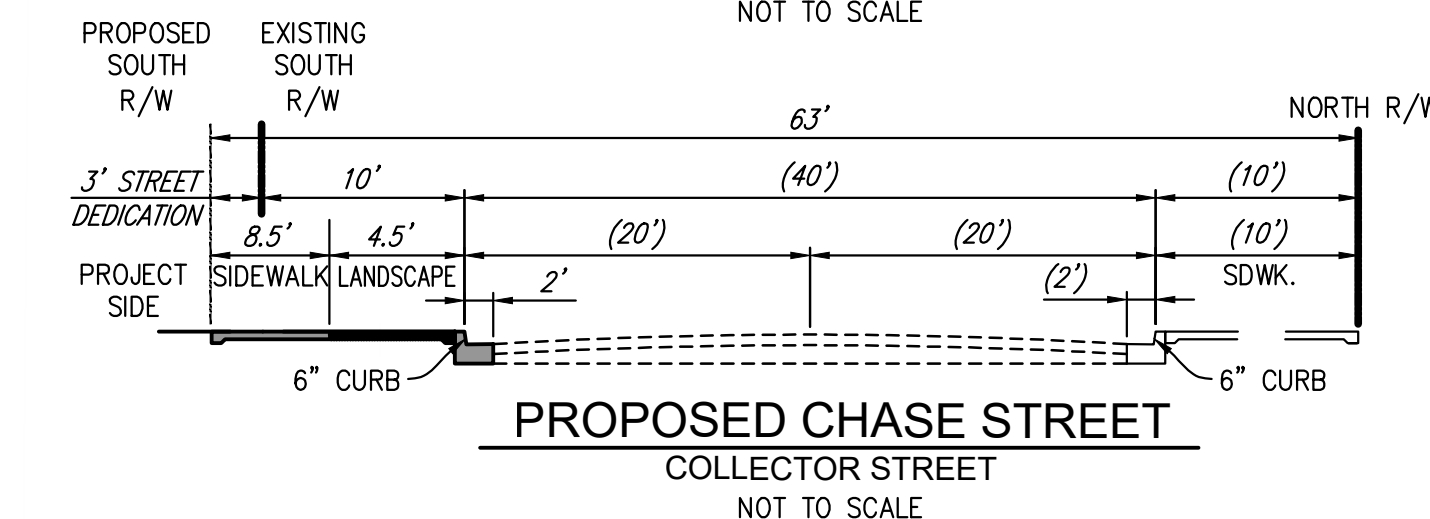 NOT TO SCALE
PROPOSED
SOUTH
R/W
EXISTING
SOUTH
R/W
NORTH R/W
63'
3' STREET
DEDICATION
10'
(40')
(10')
8.5'
4.5'
(20')
(20')
(10')
PROJECT
SIDE
SIDEWALK
LANDSCAPE
2'
(2')
SDWK.
6" CURB
6" CURB
PROPOSED CHASE STREET
COLLECTOR STREET
NOT TO SCALE